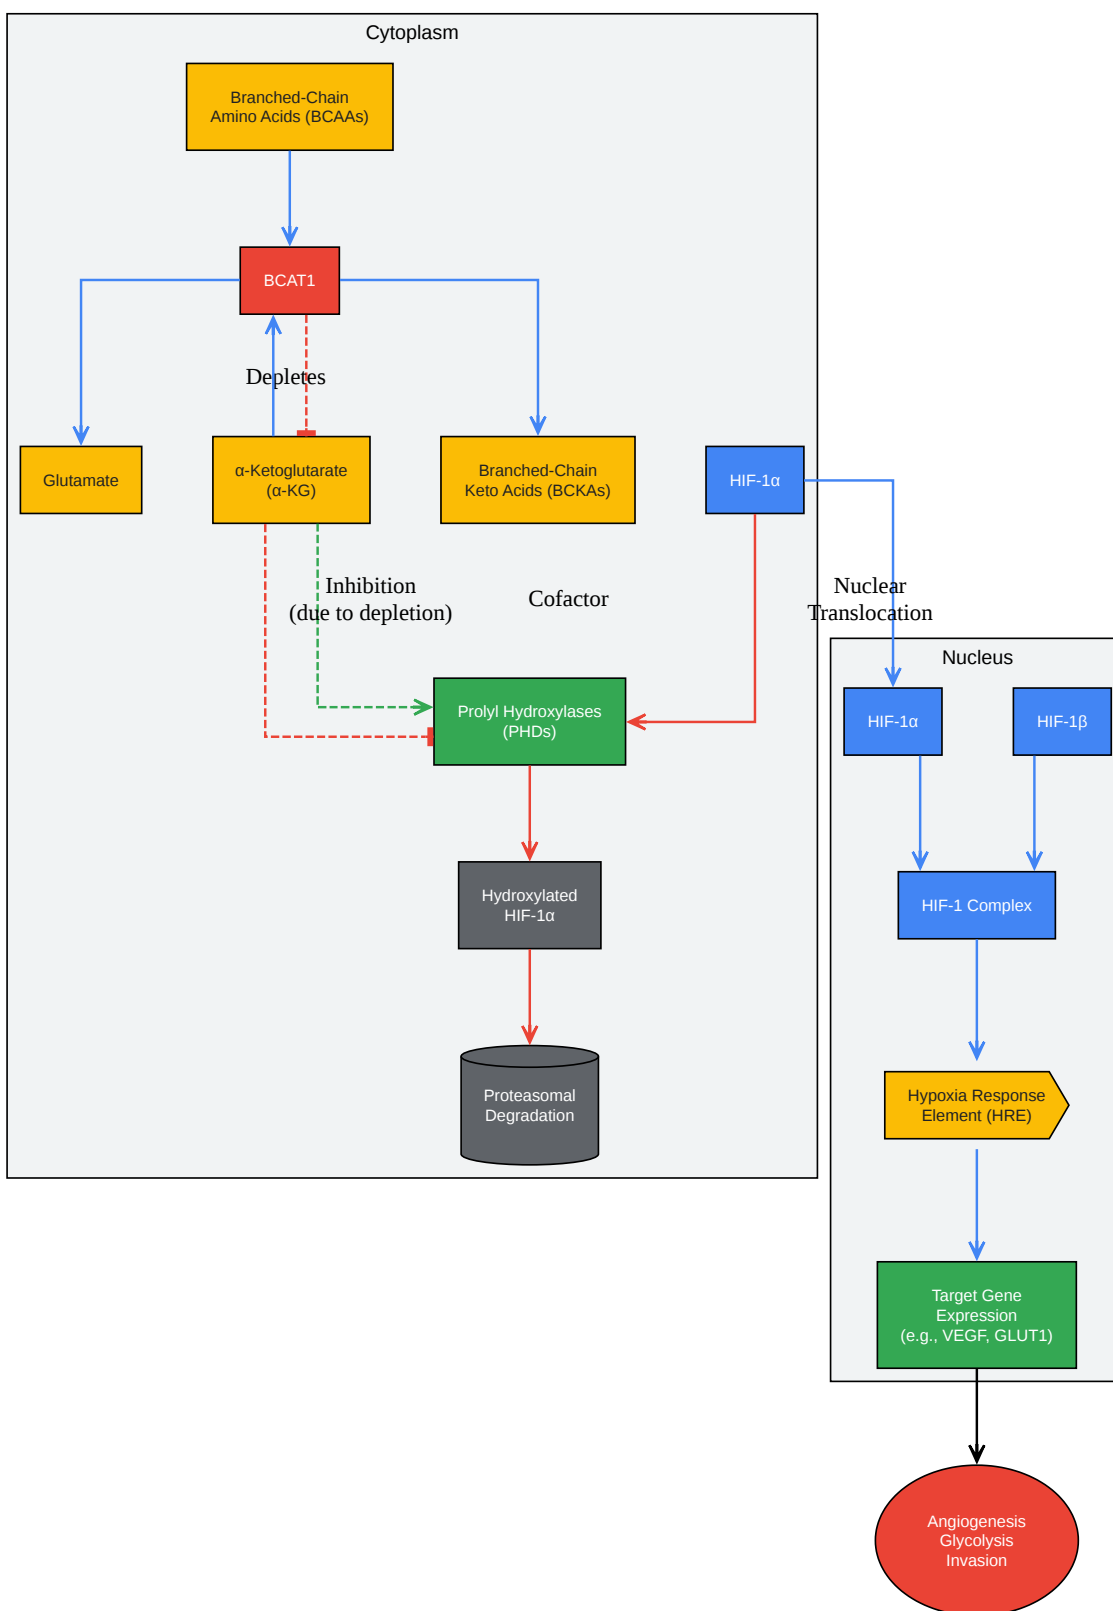 Cytoplasm
Branched-Chain
Amino Acids (BCAAs)
BCAT1
Depletes
Glutamate
α-Ketoglutarate
(α-KG)
Branched-Chain
Keto Acids (BCKAs)
HIF-1α
Inhibition
(due to depletion)
Cofactor
Nuclear
Translocation
Nucleus
Prolyl Hydroxylases
(PHDs)
HIF-1α
HIF-1β
Hydroxylated
HIF-1α
HIF-1 Complex
Proteasomal
Degradation
Hypoxia Response
Element (HRE)
Target Gene
Expression
(e.g., VEGF, GLUT1)
Angiogenesis
Glycolysis
Invasion